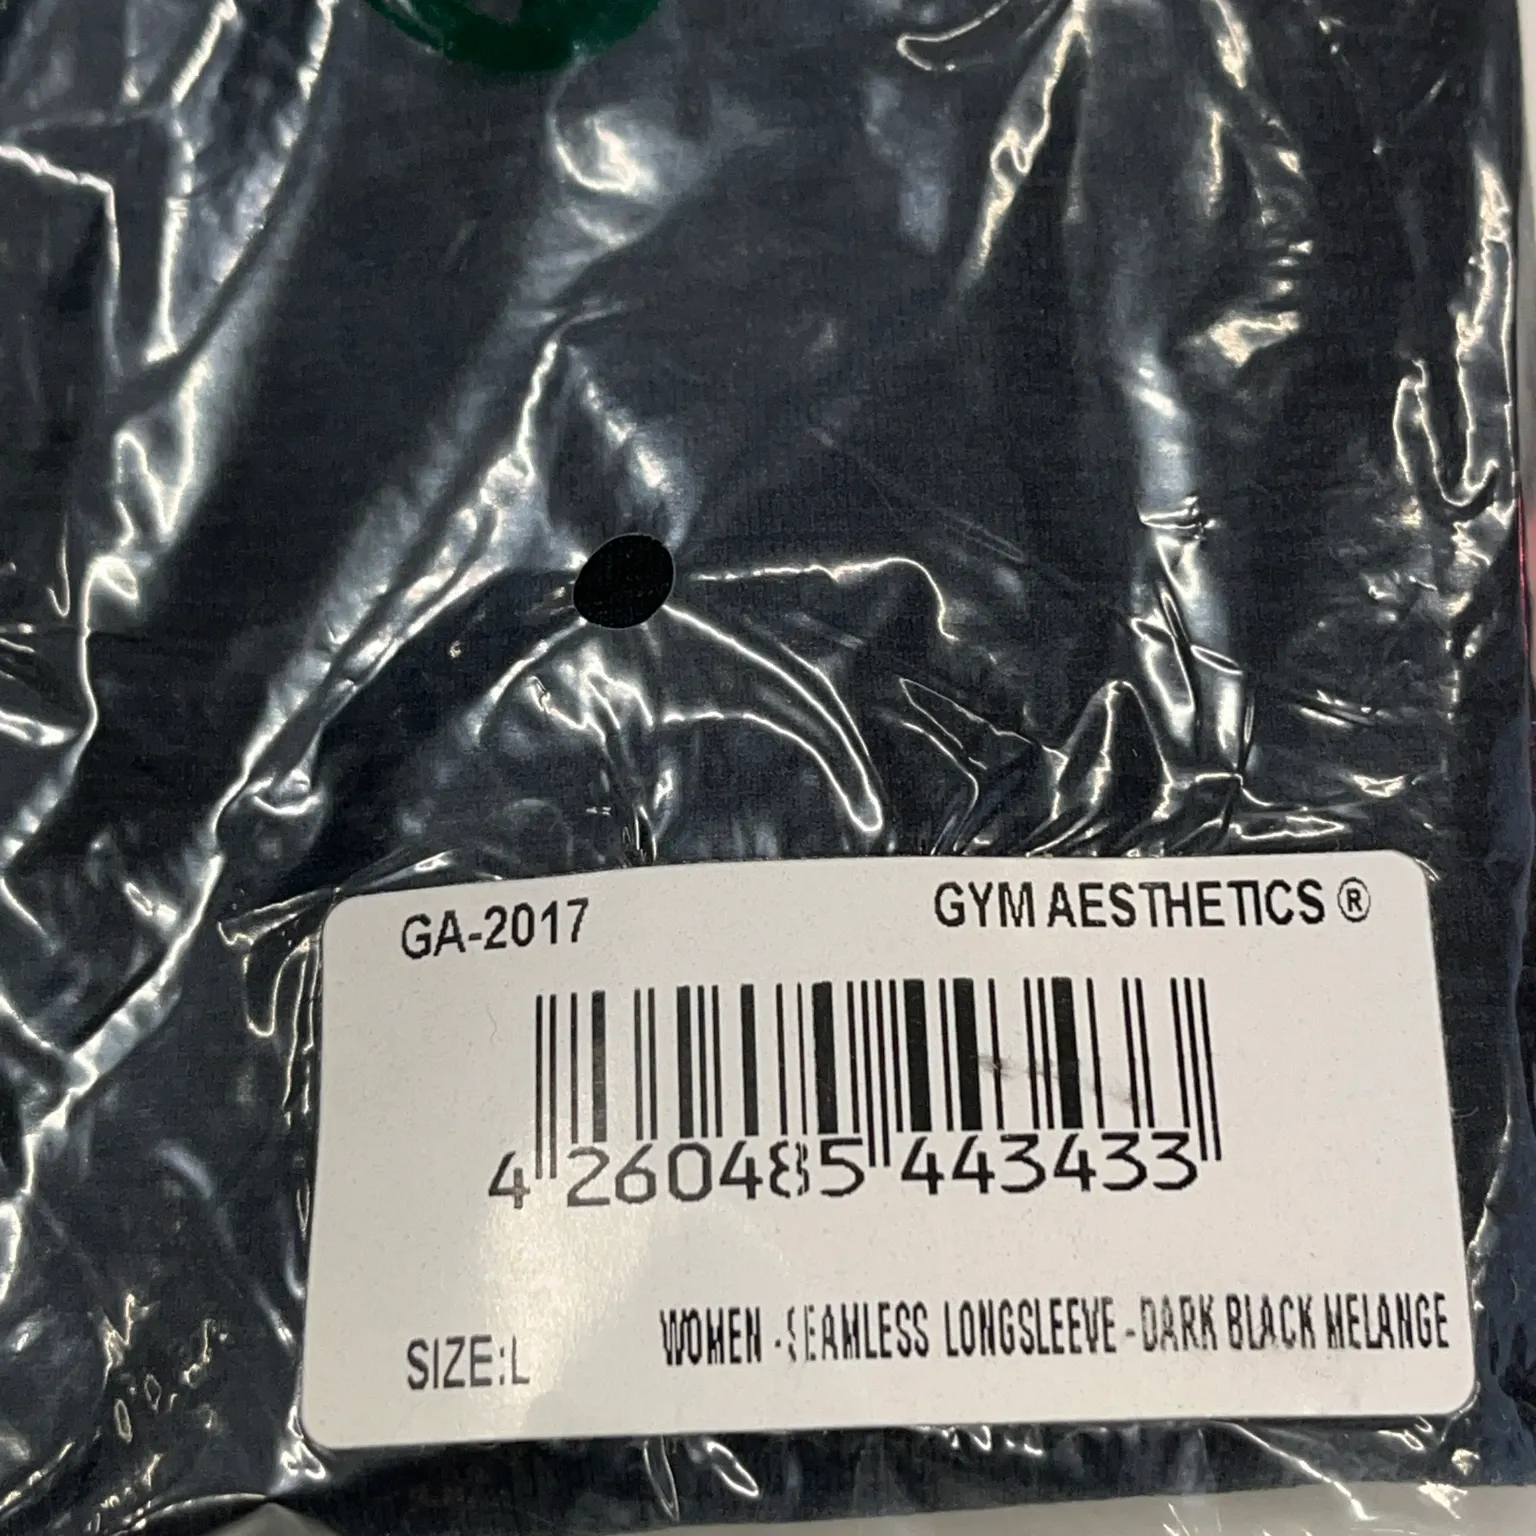 GA-2017 GYM AESTHETICS ®
4 260485 443433
SIZE:L WOMEN -SEAMLESS LONGSLEEVE-DARK BLACK MELANGE